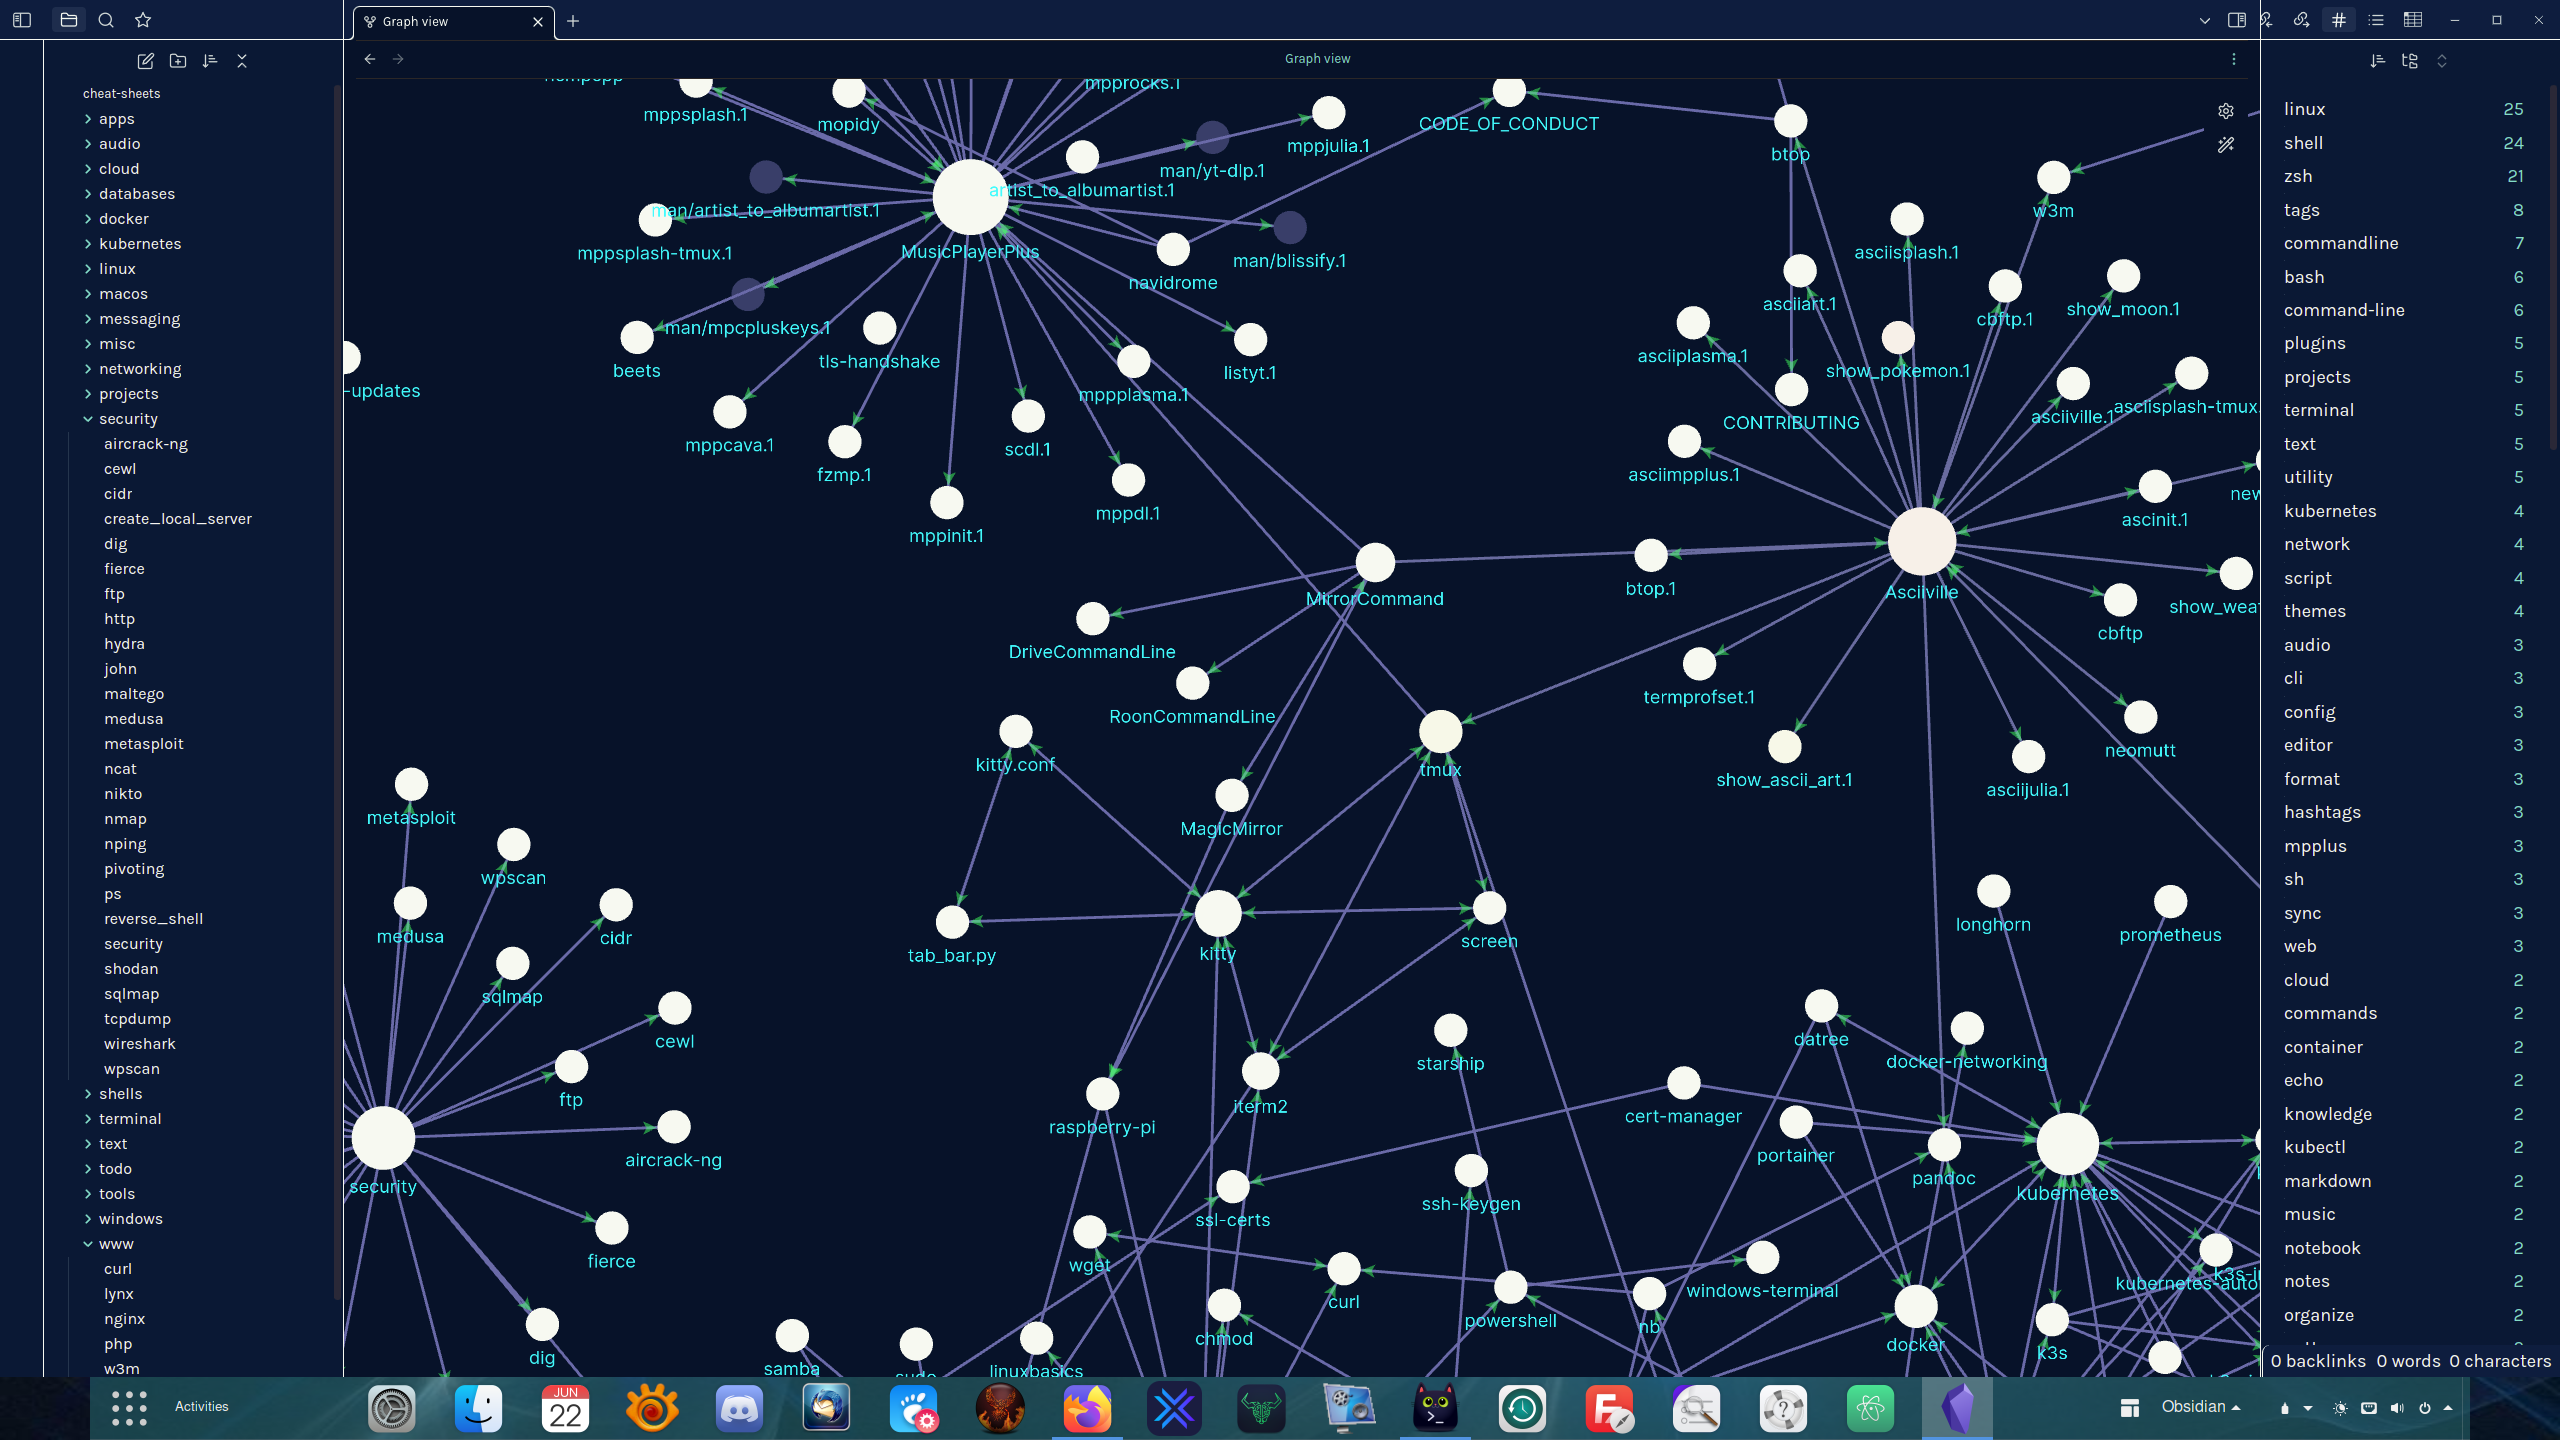 Graph view
Graph view
cheat-sheets
apps
audio
cloud
databases
docker
kubernetes
linux
macos
messaging
misc
networking
projects
security
aircrack-ng
cewl
cidr
create_local_server
dig
fierce
ftp
http
hydra
john
maltego
medusa
metasploit
ncat
nikto
nmap
nping
pivoting
ps
reverse_shell
security
shodan
sqlmap
tcpdump
wireshark
wpscan
shells
terminal
text
todo
tools
windows
www
curl
lynx
nginx
php
w3m
mpprocks.1
mppsplash.1
mopidy
mppjulia.1
CODE_OF_CONDUCT
btop
man/yt-dlp.1
artist_to_albumartist.1
man/artist_to_albumartist.1
w3m
mppsplash-tmux.1
MusicPlayerPlus
man/blissify.1
asciisplash.1
navidrome
asciiart.1
cbftp.1
show_moon.1
man/mpcpluskeys.1
tls-handshake
beets
listyt.1
asciiplasma.1
show_pokemon.1
-updates
mppplasma.1
asciiville.1
asciisplash-tmux.
CONTRIBUTING
mppcava.1
scdl.1
fzmp.1
asciimpplus.1
mppdl.1
ascinit.1
new
mppinit.1
MirrorCommand
btop.1
Asciiville
show_wea
cbftp
DriveCommandLine
termprofset.1
RoonCommandLine
kitty.conf
tmux
show_ascii_art.1
neomutt
asciijulia.1
metasploit
MagicMirror
wpscan
medusa
cidr
longhorn
prometheus
tab_bar.py
kitty
screen
sqlmap
cewl
starship
datree
docker-networking
ftp
iterm2
raspberry-pi
cert-manager
aircrack-ng
portainer
security
pandoc
kubernetes
ssl-certs
ssh-keygen
fierce
wget
k3s-i
kubernetes-auto
windows-terminal
curl
powershell
nb
chmod
docker
k3s
dig
samba
sudo
linuxbasics
linux 25
shell 24
zsh 21
tags 8
commandline 7
bash 6
command-line 6
plugins 5
projects 5
terminal 5
text 5
utility 5
kubernetes 4
network 4
script 4
themes 4
audio 3
cli 3
config 3
editor 3
format 3
hashtags 3
mpplus 3
sh 3
sync 3
web 3
cloud 2
commands 2
container 2
echo 2
knowledge 2
kubectl 2
markdown 2
music 2
notebook 2
notes 2
organize 2
0 backlinks 0 words 0 characters
Activities
JUN
22
Obsidian